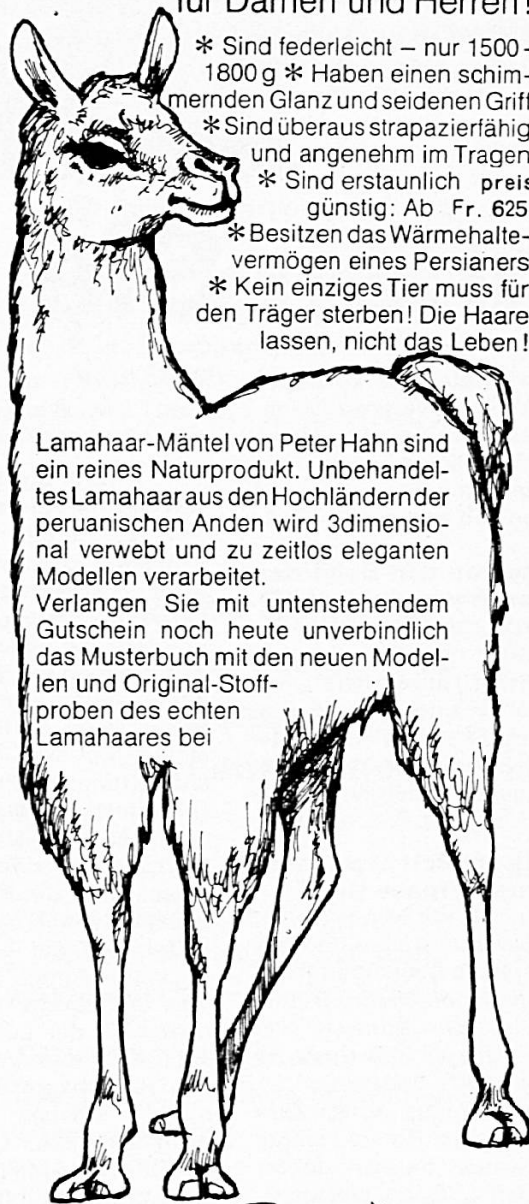 für Damen und Herren!
* Sind federleicht – nur 1500-
1800 g * Haben einen schim-
mernden Glanz und seidenen Griff
* Sind überaus strapazierfähig
und angenehm im Tragen
* Sind erstaunlich preis
günstig: Ab Fr. 625
* Besitzen das Wärmehalte-
vermögen eines Persianers
* Kein einziges Tier muss für
den Träger sterben! Die Haare
lassen, nicht das Leben!
Lamahaar-Mäntel von Peter Hahn sind
ein reines Naturprodukt. Unbehandel-
tes Lamahaar aus den Hochländern der
peruanischen Anden wird 3dimensio-
nal verwebt und zu zeitlos eleganten
Modellen verarbeitet.
Verlangen Sie mit untenstehendem
Gutschein noch heute unverbindlich
das Musterbuch mit den neuen Model-
len und Original-Stoff-
proben des echten
Lamahaares bei